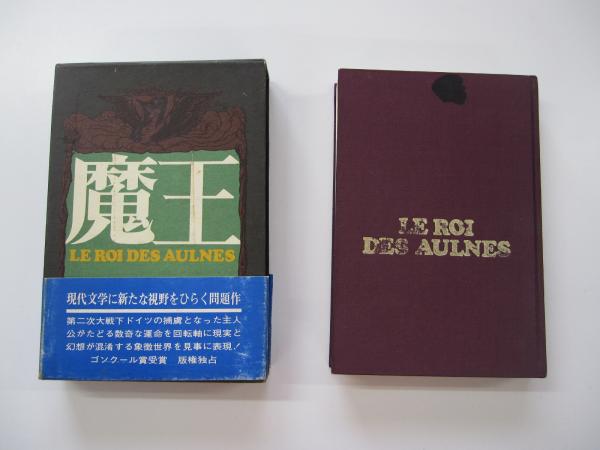 魔王
LE ROI DES AULNES
現代文学に新たな視野をひらく問題作
第二次大戦下ドイツの捕虜となった主人
公がたどる数奇な運命を回転軸に現実と
幻想が混淆する象徴世界を見事に表現!
ゴンクール賞受賞 版権独占
LE ROI
DES AULNES